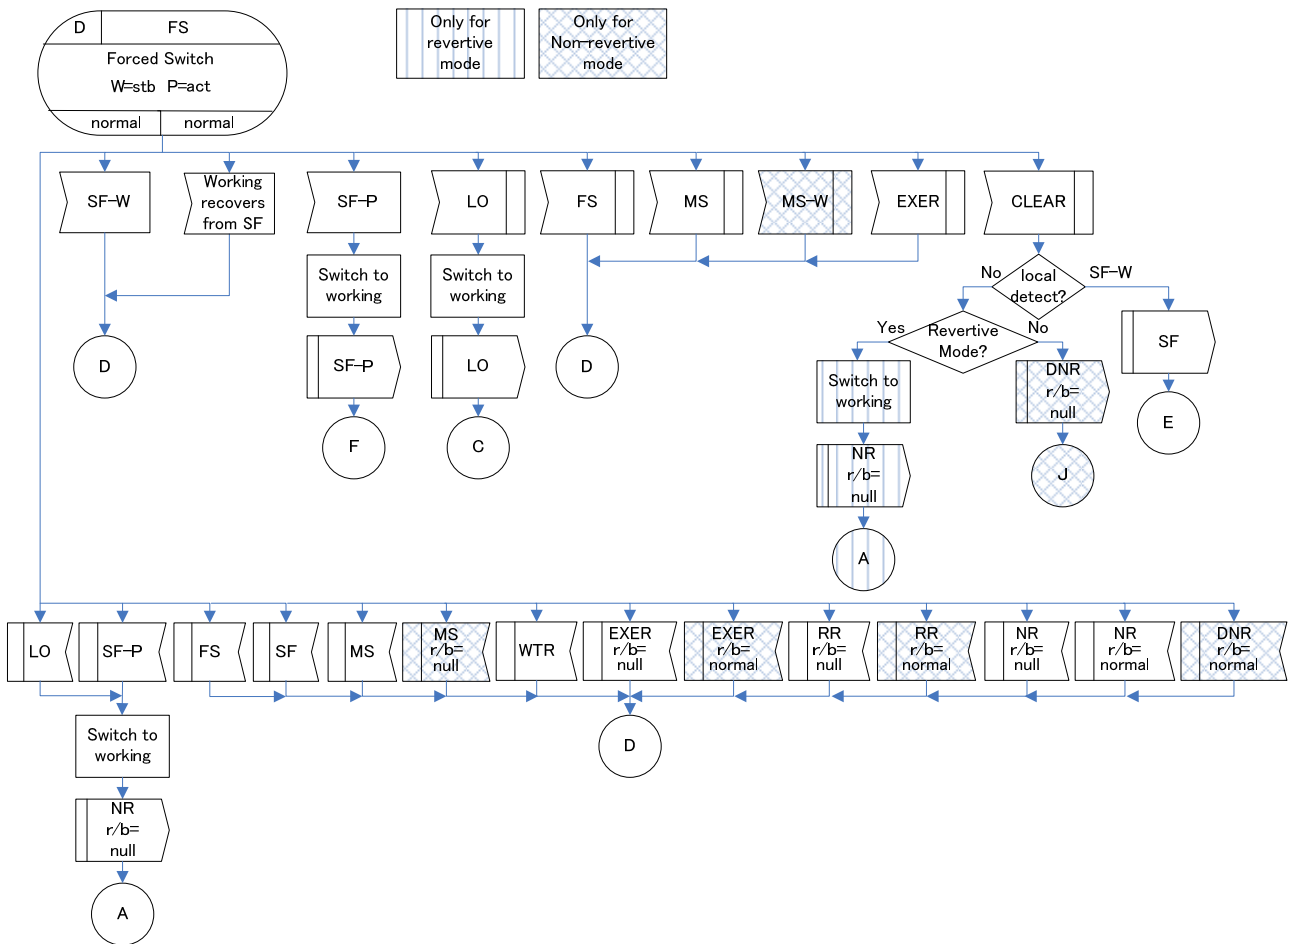 D
FS
Forced Switch
W=stb P=act
normal
normal
Only for
revertive
mode
Only for
Non-revertive
mode
SF-W
Working
recovers
from SF
SF-P
LO
FS
MS
MS-W
EXER
CLEAR
Switch to
working
Switch to
working
SF-P
LO
D
F
C
D
No
local
detect?
SF-W
Yes
Revertive
Mode?
No
SF
E
Switch to
working
DNR
r/b=
null
NR
r/b=
null
J
A
LO
SF-P
FS
SF
MS
MS
r/b=
null
WTR
EXER
r/b=
null
EXER
r/b=
normal
RR
r/b=
null
RR
r/b=
normal
NR
r/b=
null
NR
r/b=
normal
DNR
r/b=
normal
Switch to
working
D
NR
r/b=
null
A